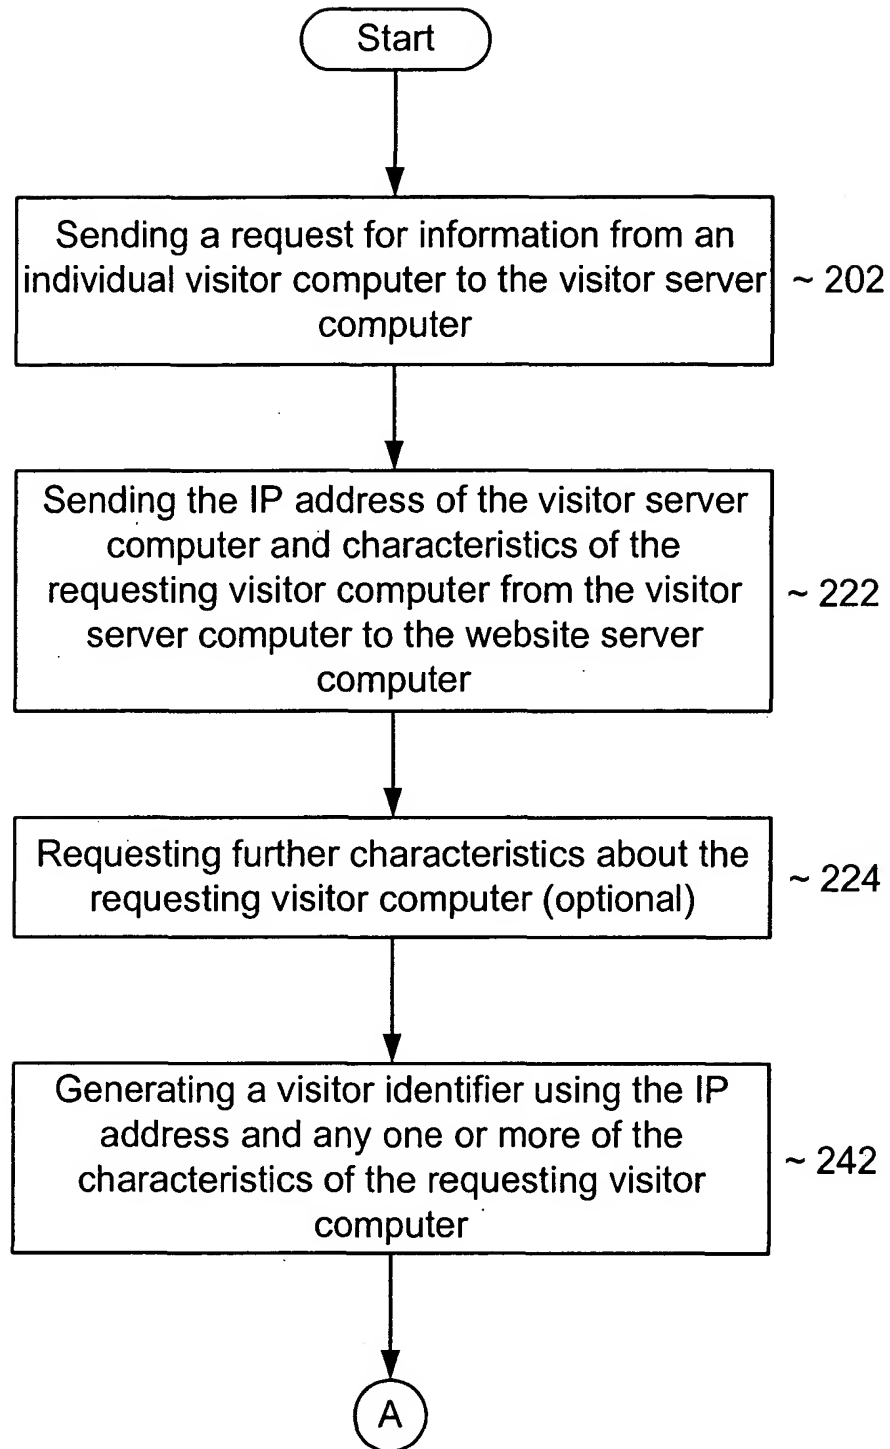 Start
Sending a request for information from an
individual visitor computer to the visitor server
computer
~ 202
Sending the IP address of the visitor server
computer and characteristics of the
requesting visitor computer from the visitor
server computer to the website server
computer
~ 222
Requesting further characteristics about the
requesting visitor computer (optional)
~ 224
Generating a visitor identifier using the IP
address and any one or more of the
characteristics of the requesting visitor
computer
~ 242
A